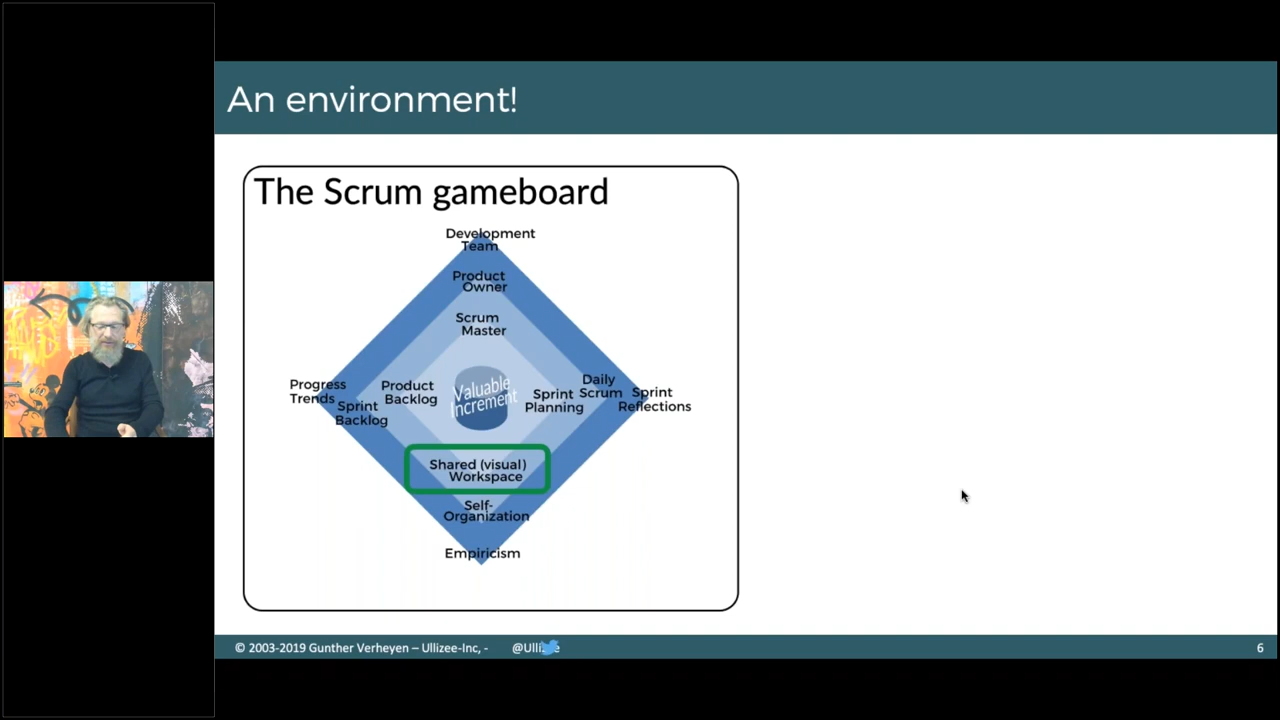 An environment!
The Scrum gameboard
Development
Team
Product
Owner
Scrum
Master
Progress
Trends
Sprint
Backlog
Product
Backlog
Valuable
Increment
Sprint
Planning
Daily
Scrum
Sprint
Reflections
Shared (visual)
Workspace
Self-
Organization
Empiricism
© 2003-2019 Gunther Verheyen – Ullizee-Inc, -
@Ullizee
6